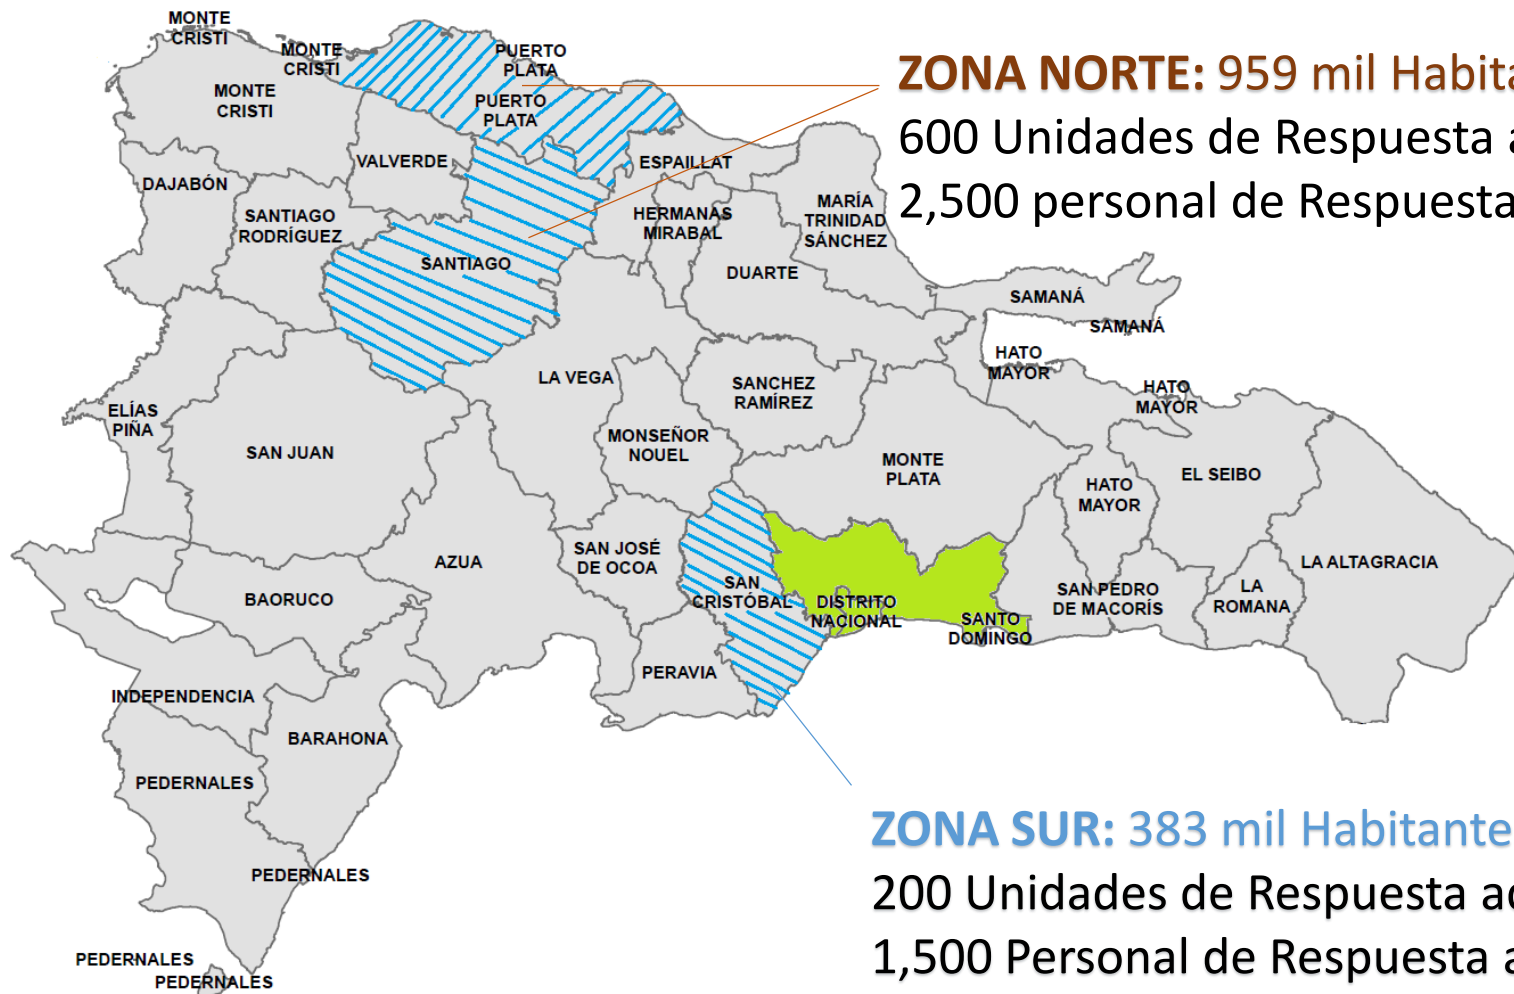 MONTE
CRISTI
MONTE
CRISTI
PUERTO
PLATA
MONTE
CRISTI
PUERTO
PLATA
ZONA NORTE: 959 mil Habita
600 Unidades de Respuesta a
2,500 personal de Respuesta
VALVERDE
ESPAILLAT
DAJABÓN
SANTIAGO
RODRÍGUEZ
HERMANAS
MIRABAL
MARÍA
TRINIDAD
SÁNCHEZ
SANTIAGO
DUARTE
SAMANÁ
SAMANÁ
HATO
MAYOR
HATO
MAYOR
LA VEGA
SANCHEZ
RAMÍREZ
ELÍAS
PIÑA
SAN JUAN
MONSEÑOR
NOUEL
MONTE
PLATA
HATO
MAYOR
EL SEIBO
AZUA
SAN JOSÉ
DE OCOA
SAN
CRISTÓBAL
DISTRITO
NACIONAL
SANTO
DOMINGO
SAN PEDRO
DE MACORÍS
LA
ROMANA
LA ALTAGRACIA
BAORUCO
PERAVIA
INDEPENDENCIA
BARAHONA
PEDERNALES
PEDERNALES
PEDERNALES
PEDERNALES
ZONA SUR: 383 mil Habitante
200 Unidades de Respuesta a
1,500 Personal de Respuesta a